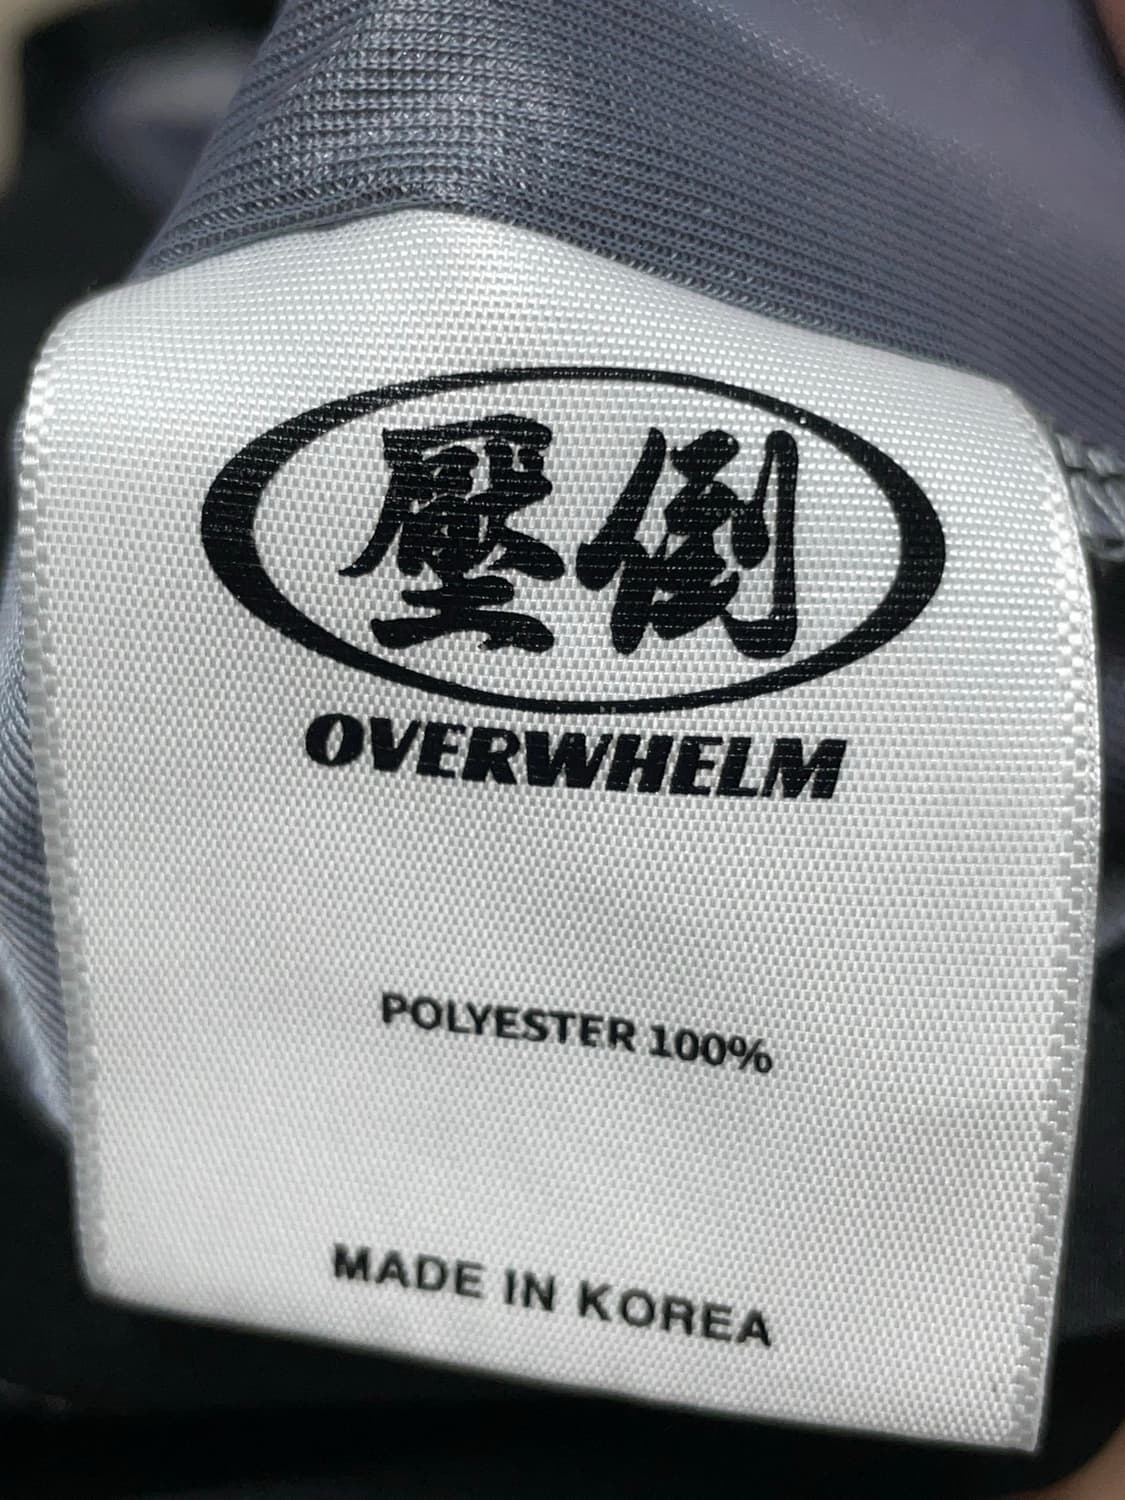 壓倒
OVERWHELM
POLYESTER 100%
MADE IN KOREA